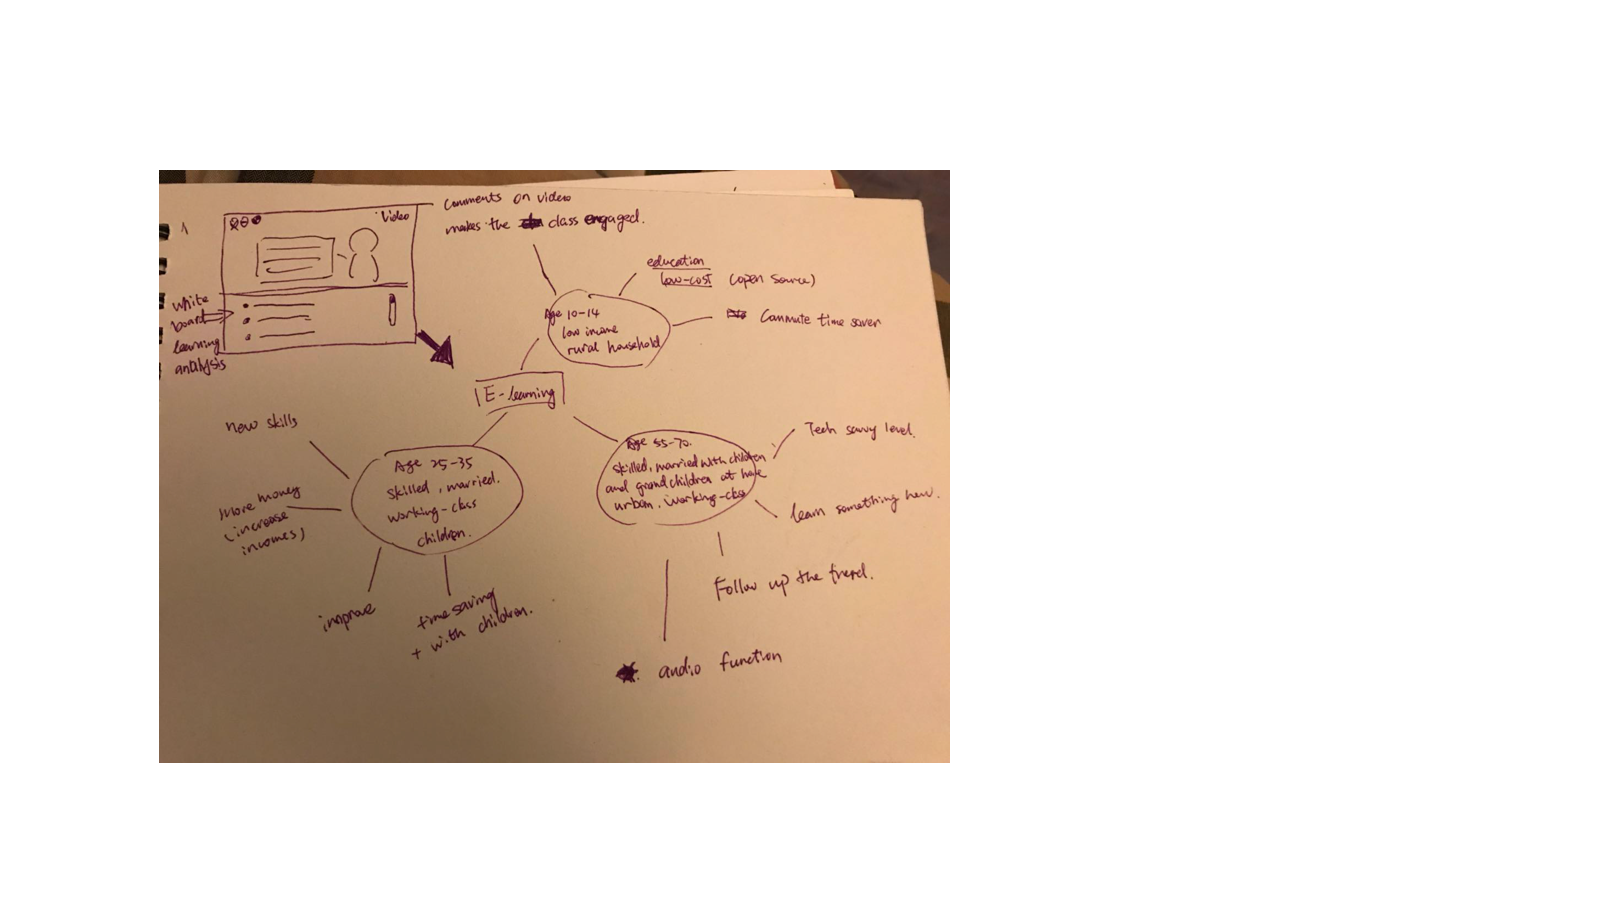 Video
Comments on video
makes the class engaged.
white
board
learning
analysis
education
low-cost (open source)
Commute time saver
Age 10-14
low income
rural household
E-learning
new skills
More money
(increase
incomes)
improve
time saving
+ with children.
Age 25-35
Skilled, married.
working-class
children.
Age 55-70.
Skilled, married with children
and grandchildren at home
urban, working-class
Tech savvy level.
learn something new.
Follow up the trend.
audio function